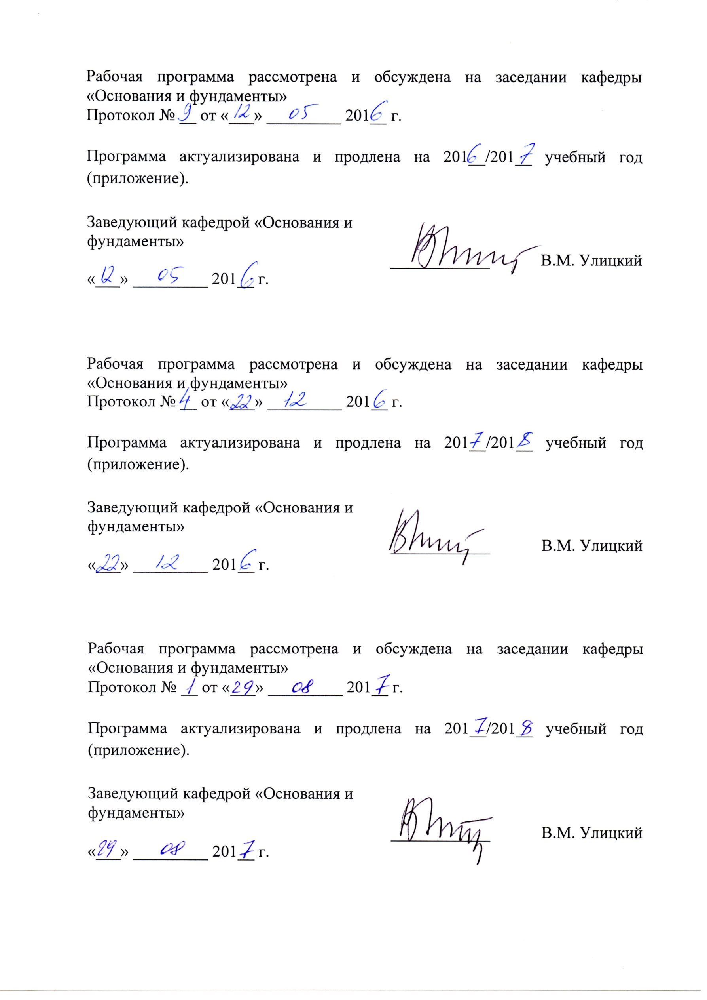 Рабочая программа рассмотрена и обсуждена на заседании кафедры
«Основания и фундаменты»
Протокол № 9 от «12» 05 2016 г.
Программа актуализирована и продлена на 2016/2017 учебный год
(приложение).
Заведующий кафедрой «Основания и
фундаменты»
В.М. Улицкий
«12» 05 2016 г.
Рабочая программа рассмотрена и обсуждена на заседании кафедры
«Основания и фундаменты»
Протокол № 4 от «22» 12 2016 г.
Программа актуализирована и продлена на 2017/2018 учебный год
(приложение).
Заведующий кафедрой «Основания и
фундаменты»
В.М. Улицкий
«22» 12 2016 г.
Рабочая программа рассмотрена и обсуждена на заседании кафедры
«Основания и фундаменты»
Протокол № 1 от «29» 08 2017 г.
Программа актуализирована и продлена на 2017/2018 учебный год
(приложение).
Заведующий кафедрой «Основания и
фундаменты»
В.М. Улицкий
«29» 08 2017 г.